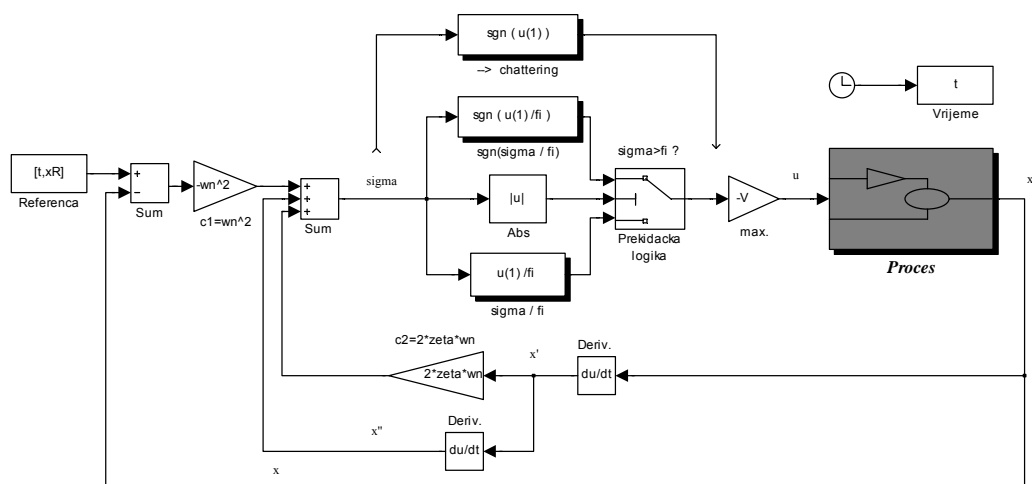 sgn ( u(1) )
--> chattering
t
Vrijeme
sgn ( u(1) /fi )
sgn(sigma / fi)
sigma>fi ?
[t,xR]
Referenca
+
−
Sum
-wn^2
c1=wn^2
+
+
+
Sum
sigma
|u|
Abs
Prekidacka
logika
-V
max.
u
x
Proces
u(1) /fi
sigma / fi
c2=2*zeta*wn
2*zeta*wn
x'
Deriv.
du/dt
x''
Deriv.
du/dt
x